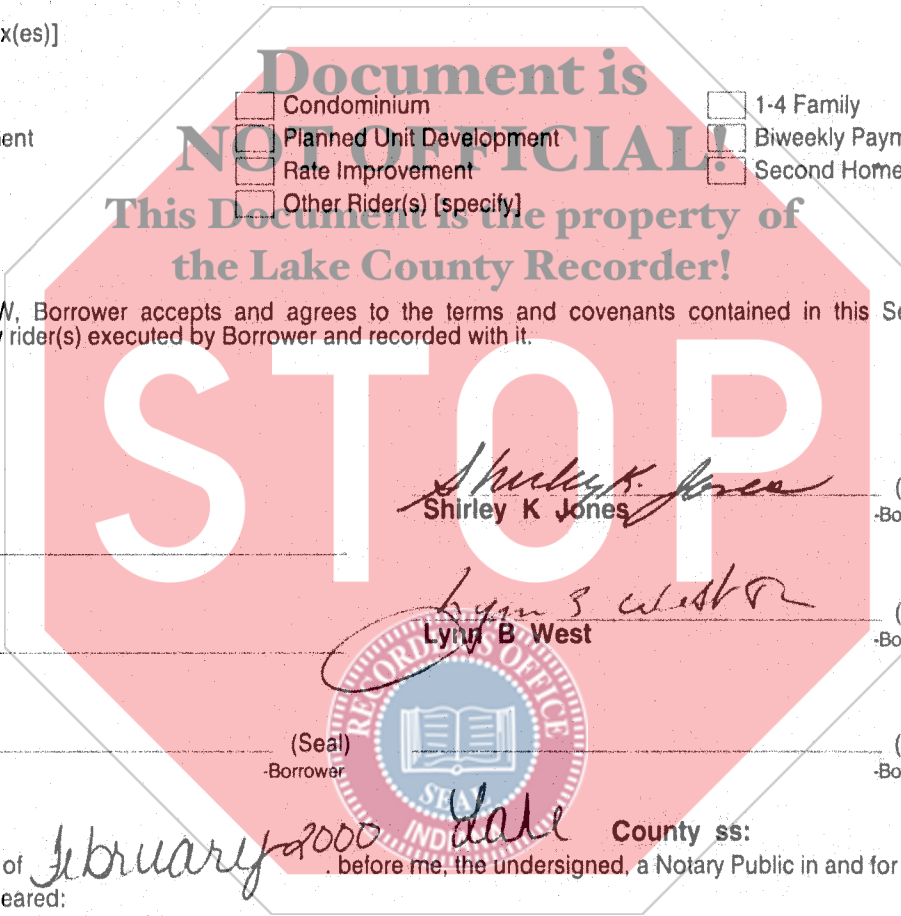 x(es)]
Document is
Condominium
1-4 Family
ent
NOT OFFICIAL!
Planned Unit Development
Biweekly Paym
Rate Improvement
Second Home
Other Rider(s) [specify]
This Document is the property of
the Lake County Recorder!
W, Borrower accepts and agrees to the terms and covenants contained in this Se
rider(s) executed by Borrower and recorded with it.
STOP
Shirley K. Jones
Shirley K Jones
(
-Bo
Lynn B West
Lynn B West
(
-Bo
RECORDER'S OFFICE
(Seal)
(
-Borrower
-Bo
SEAL
INDIANA
of February 2000 Lake County ss:
. before me, the undersigned, a Notary Public in and for
eared: